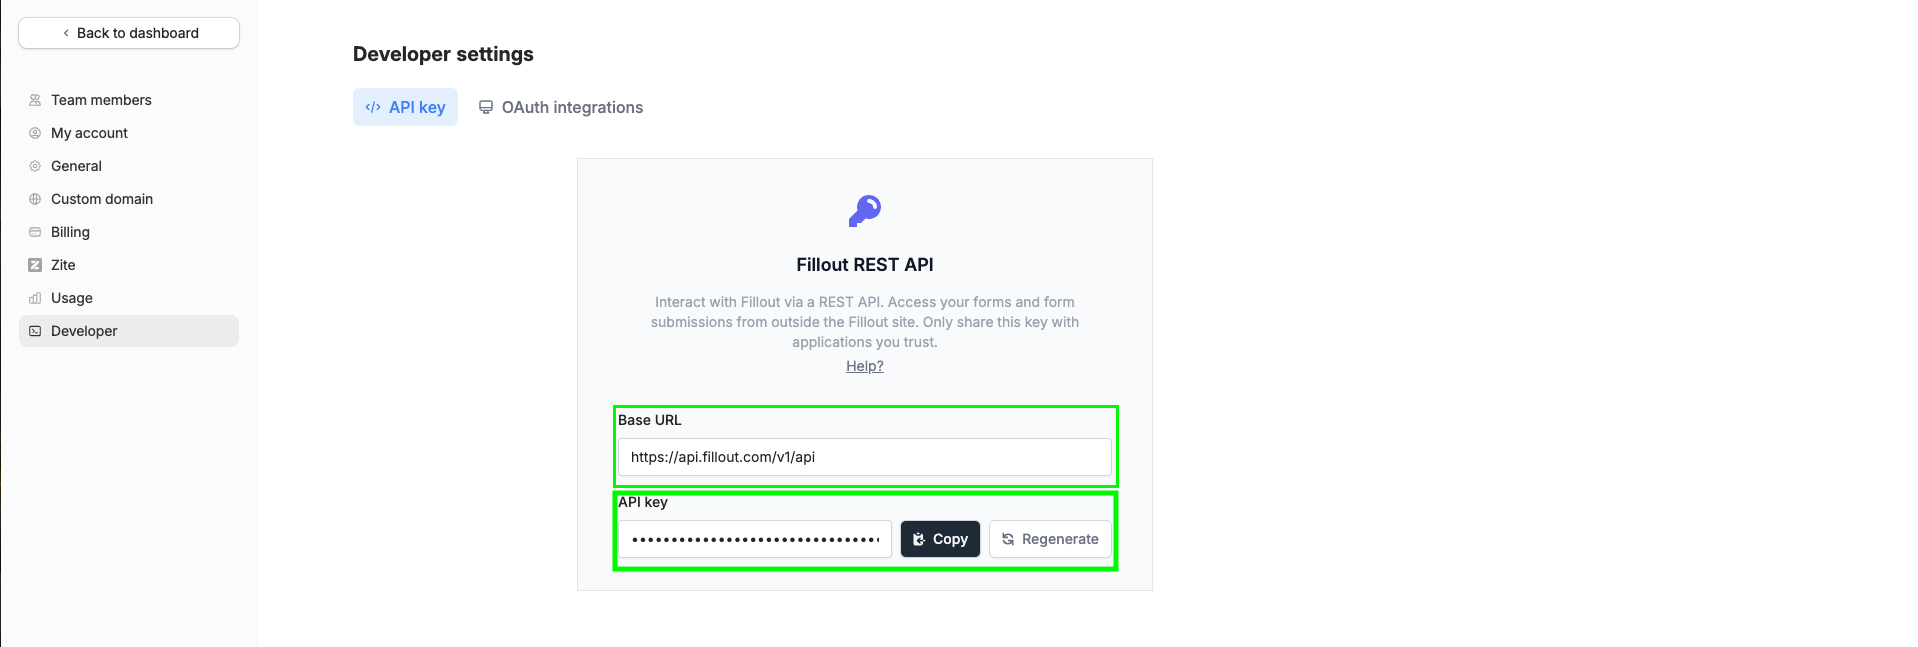 Back to dashboard
Team members
My account
General
Custom domain
Billing
Zite
Usage
Developer
Developer settings
</> API key
OAuth integrations
Fillout REST API
Interact with Fillout via a REST API. Access your forms and form
submissions from outside the Fillout site. Only share this key with
applications you trust.
Help?
Base URL
https://api.fillout.com/v1/api
API key
••••••••••••••••••••••••••••••••
Copy
Regenerate